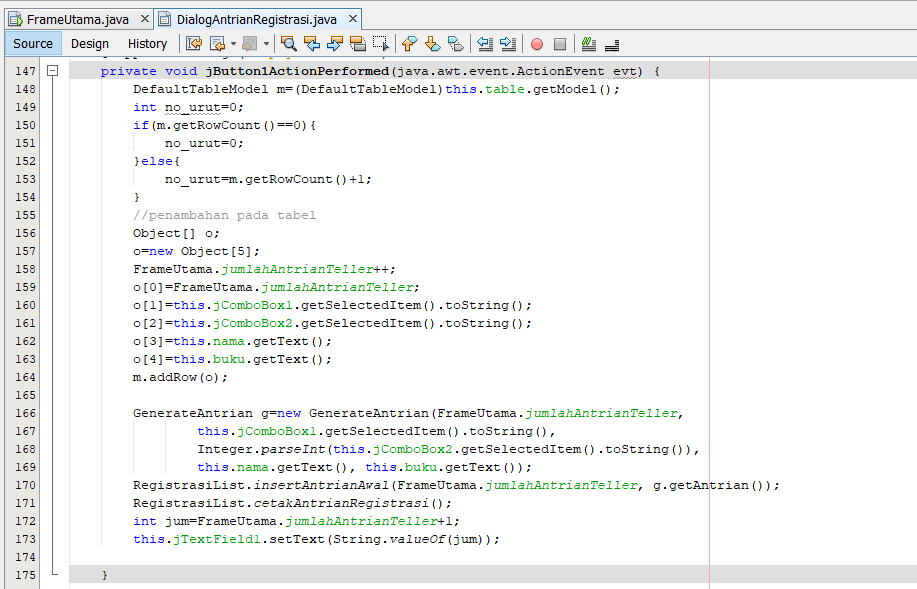 FrameUtama.java × DialogAntrianRegistrasi.java ×
Source Design History
147 private void jButton1ActionPerformed(java.awt.event.ActionEvent evt) {
148 DefaultTableModel m=(DefaultTableModel)this.table.getModel();
149 int no_urut=0;
150 if(m.getRowCount()==0){
151 no_urut=0;
152 }else{
153 no_urut=m.getRowCount()+1;
154 }
155 //penambahan pada tabel
156 Object[] o;
157 o=new Object[5];
158 FrameUtama.jumlahAntrianTeller++;
159 o[0]=FrameUtama.jumlahAntrianTeller;
160 o[1]=this.jComboBox1.getSelectedItem().toString();
161 o[2]=this.jComboBox2.getSelectedItem().toString();
162 o[3]=this.nama.getText();
163 o[4]=this.buku.getText();
164 m.addRow(o);
165
166 GenerateAntrian g=new GenerateAntrian(FrameUtama.jumlahAntrianTeller,
167 this.jComboBox1.getSelectedItem().toString(),
168 Integer.parseInt(this.jComboBox2.getSelectedItem().toString()),
169 this.nama.getText(), this.buku.getText());
170 RegistrasiList.insertAntrianAwal(FrameUtama.jumlahAntrianTeller, g.getAntrian());
171 RegistrasiList.cetakAntrianRegistrasi();
172 int jum=FrameUtama.jumlahAntrianTeller+1;
173 this.jTextField1.setText(String.valueOf(jum));
174
175 }